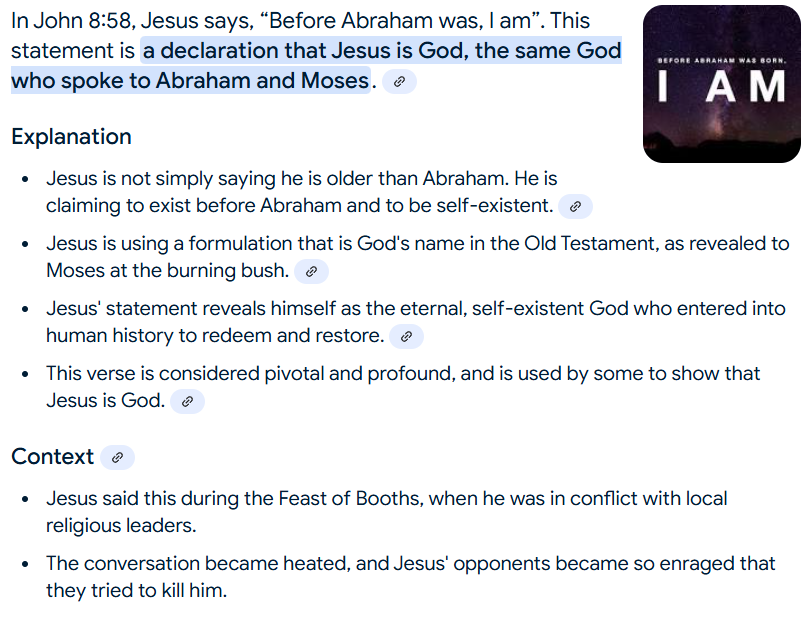 In John 8:58, Jesus says, “Before Abraham was, I am”. This
statement is a declaration that Jesus is God, the same God
who spoke to Abraham and Moses.
BEFORE ABRAHAM WAS BORN,
I AM
Explanation
• Jesus is not simply saying he is older than Abraham. He is
claiming to exist before Abraham and to be self-existent.
• Jesus is using a formulation that is God's name in the Old Testament, as revealed to
Moses at the burning bush.
• Jesus' statement reveals himself as the eternal, self-existent God who entered into
human history to redeem and restore.
• This verse is considered pivotal and profound, and is used by some to show that
Jesus is God.
Context
• Jesus said this during the Feast of Booths, when he was in conflict with local
religious leaders.
• The conversation became heated, and Jesus' opponents became so enraged that
they tried to kill him.